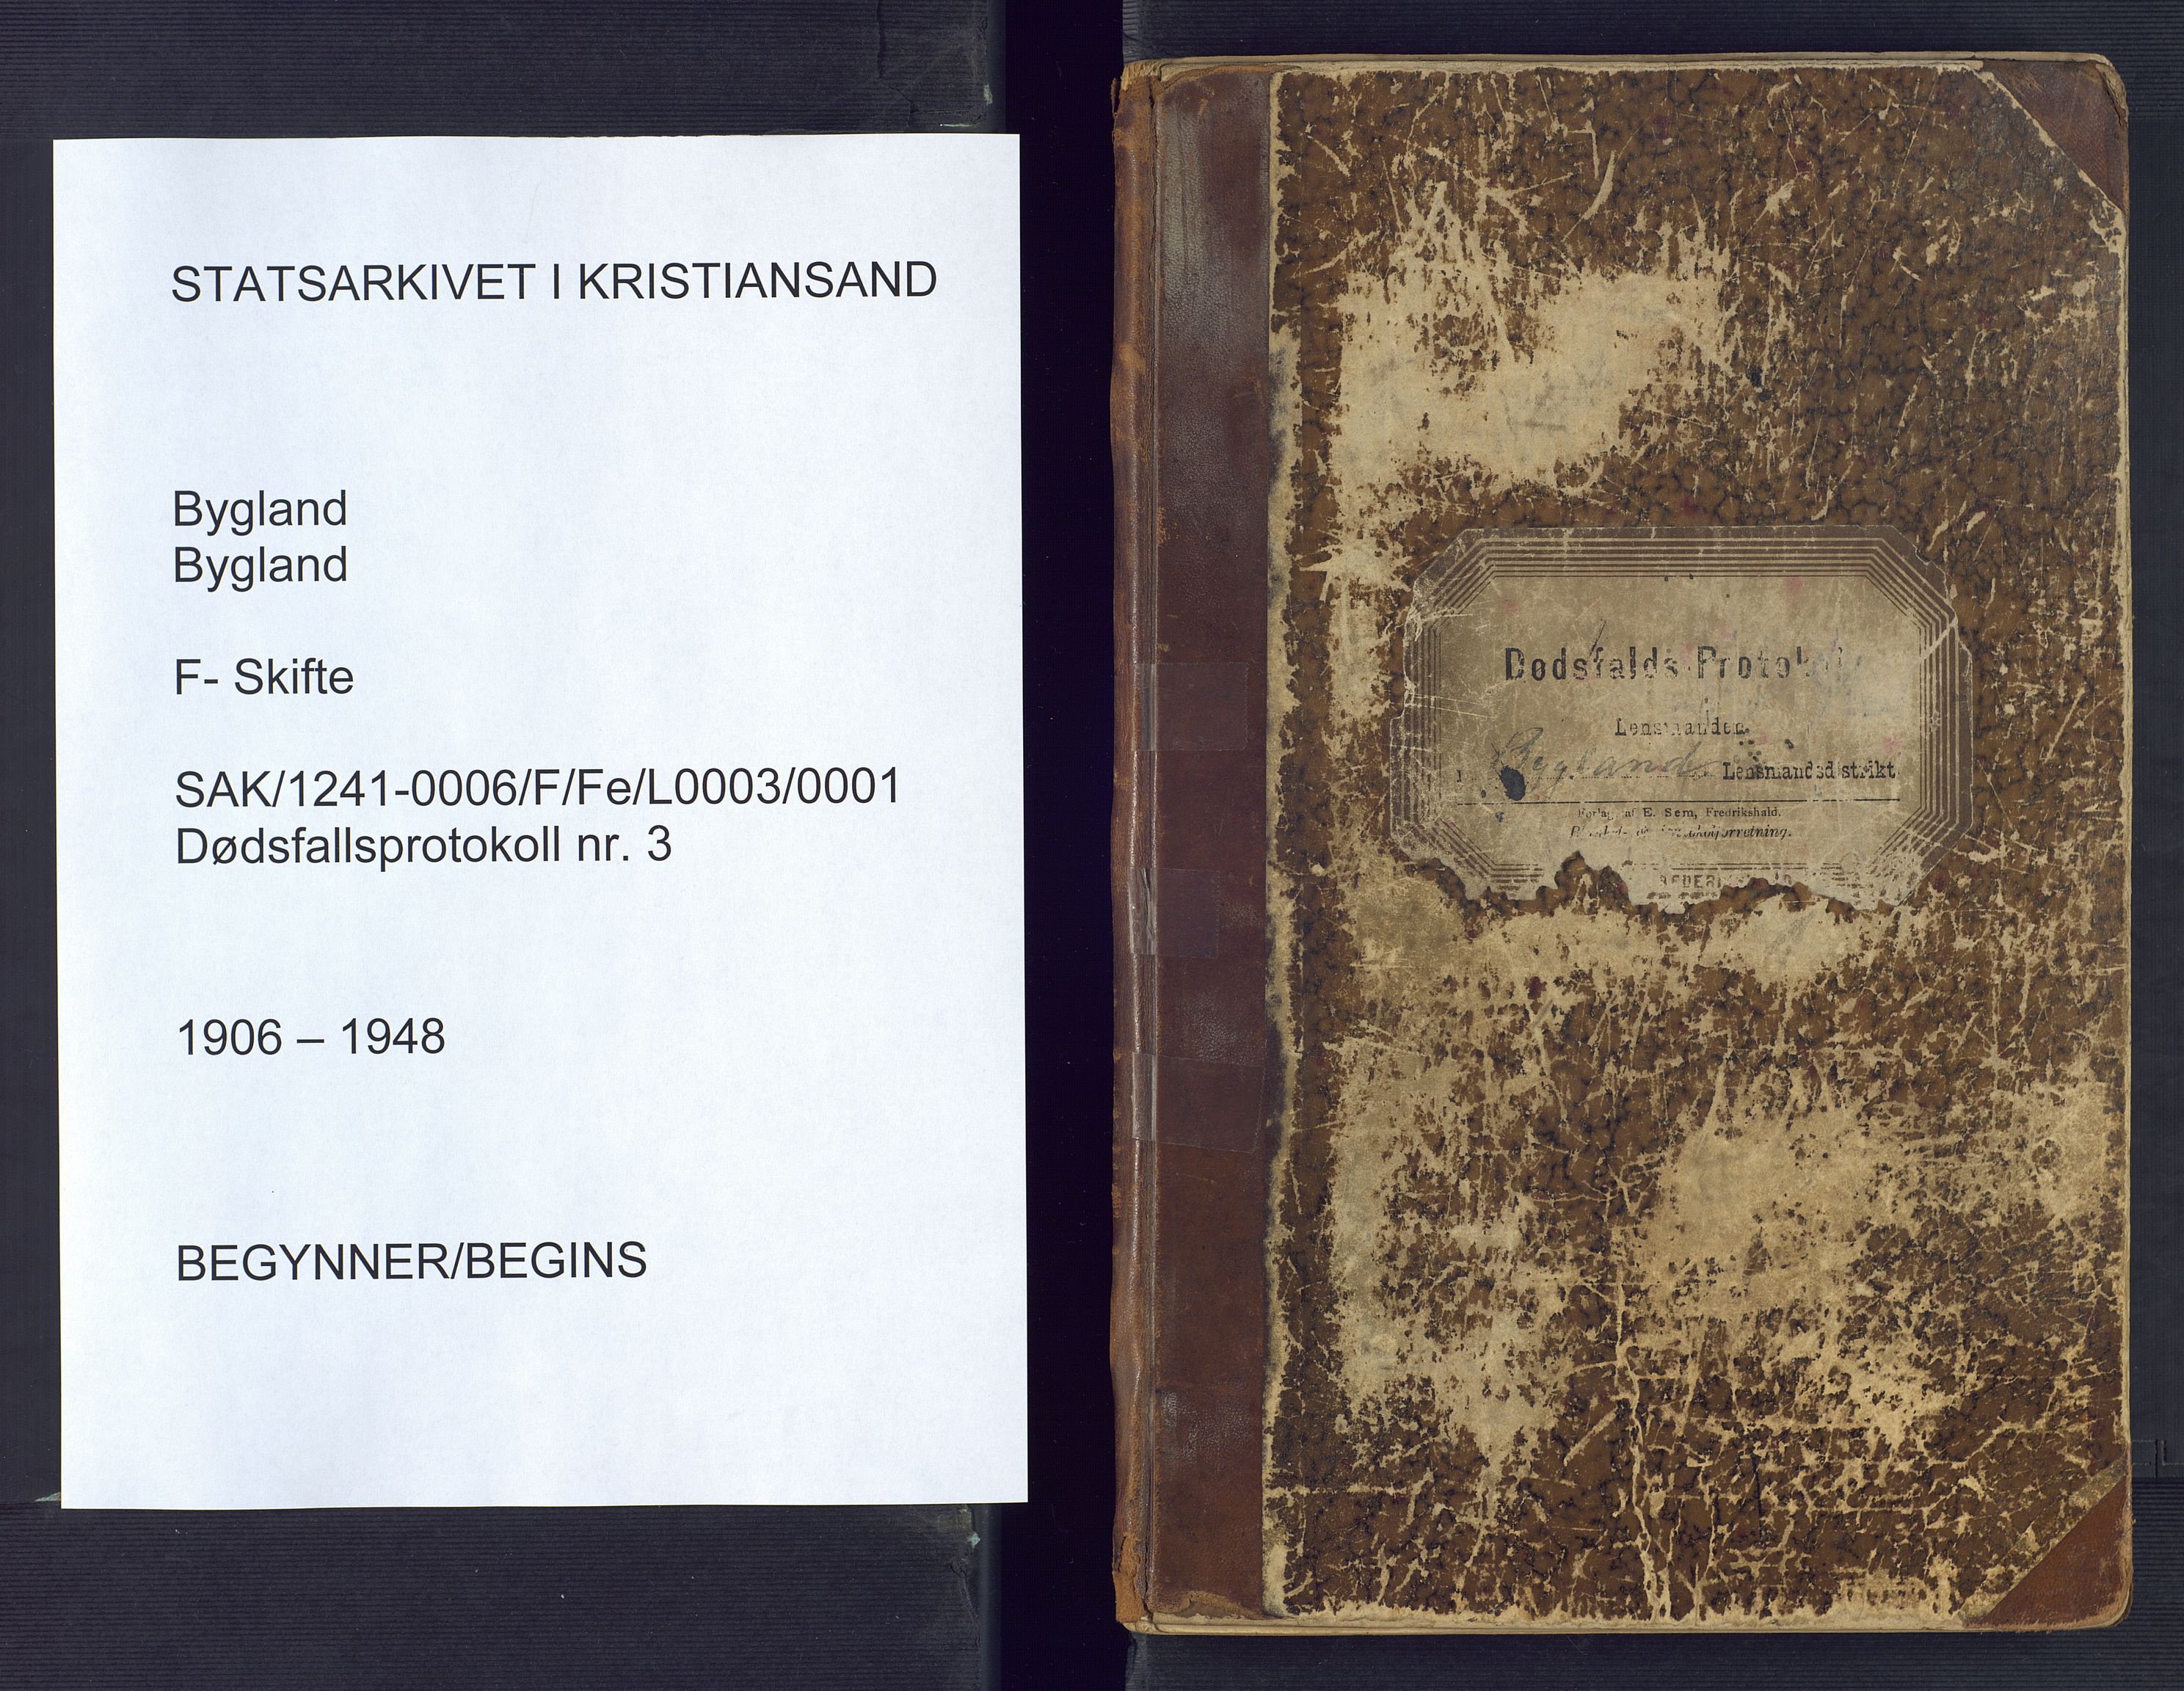 STATSARKIVET I KRISTIANSAND
Bygland
Bygland
F- Skifte
SAK/1241-0006/F/Fe/L0003/0001
Dødsfallsprotokoll nr. 3
1906 – 1948
BEGYNNER/BEGINS
Dødsfalds-Protokol
Lensmanden
i Bygland Lensmandsdistrikt
Forlag af E. Sem, Fredrikshald.